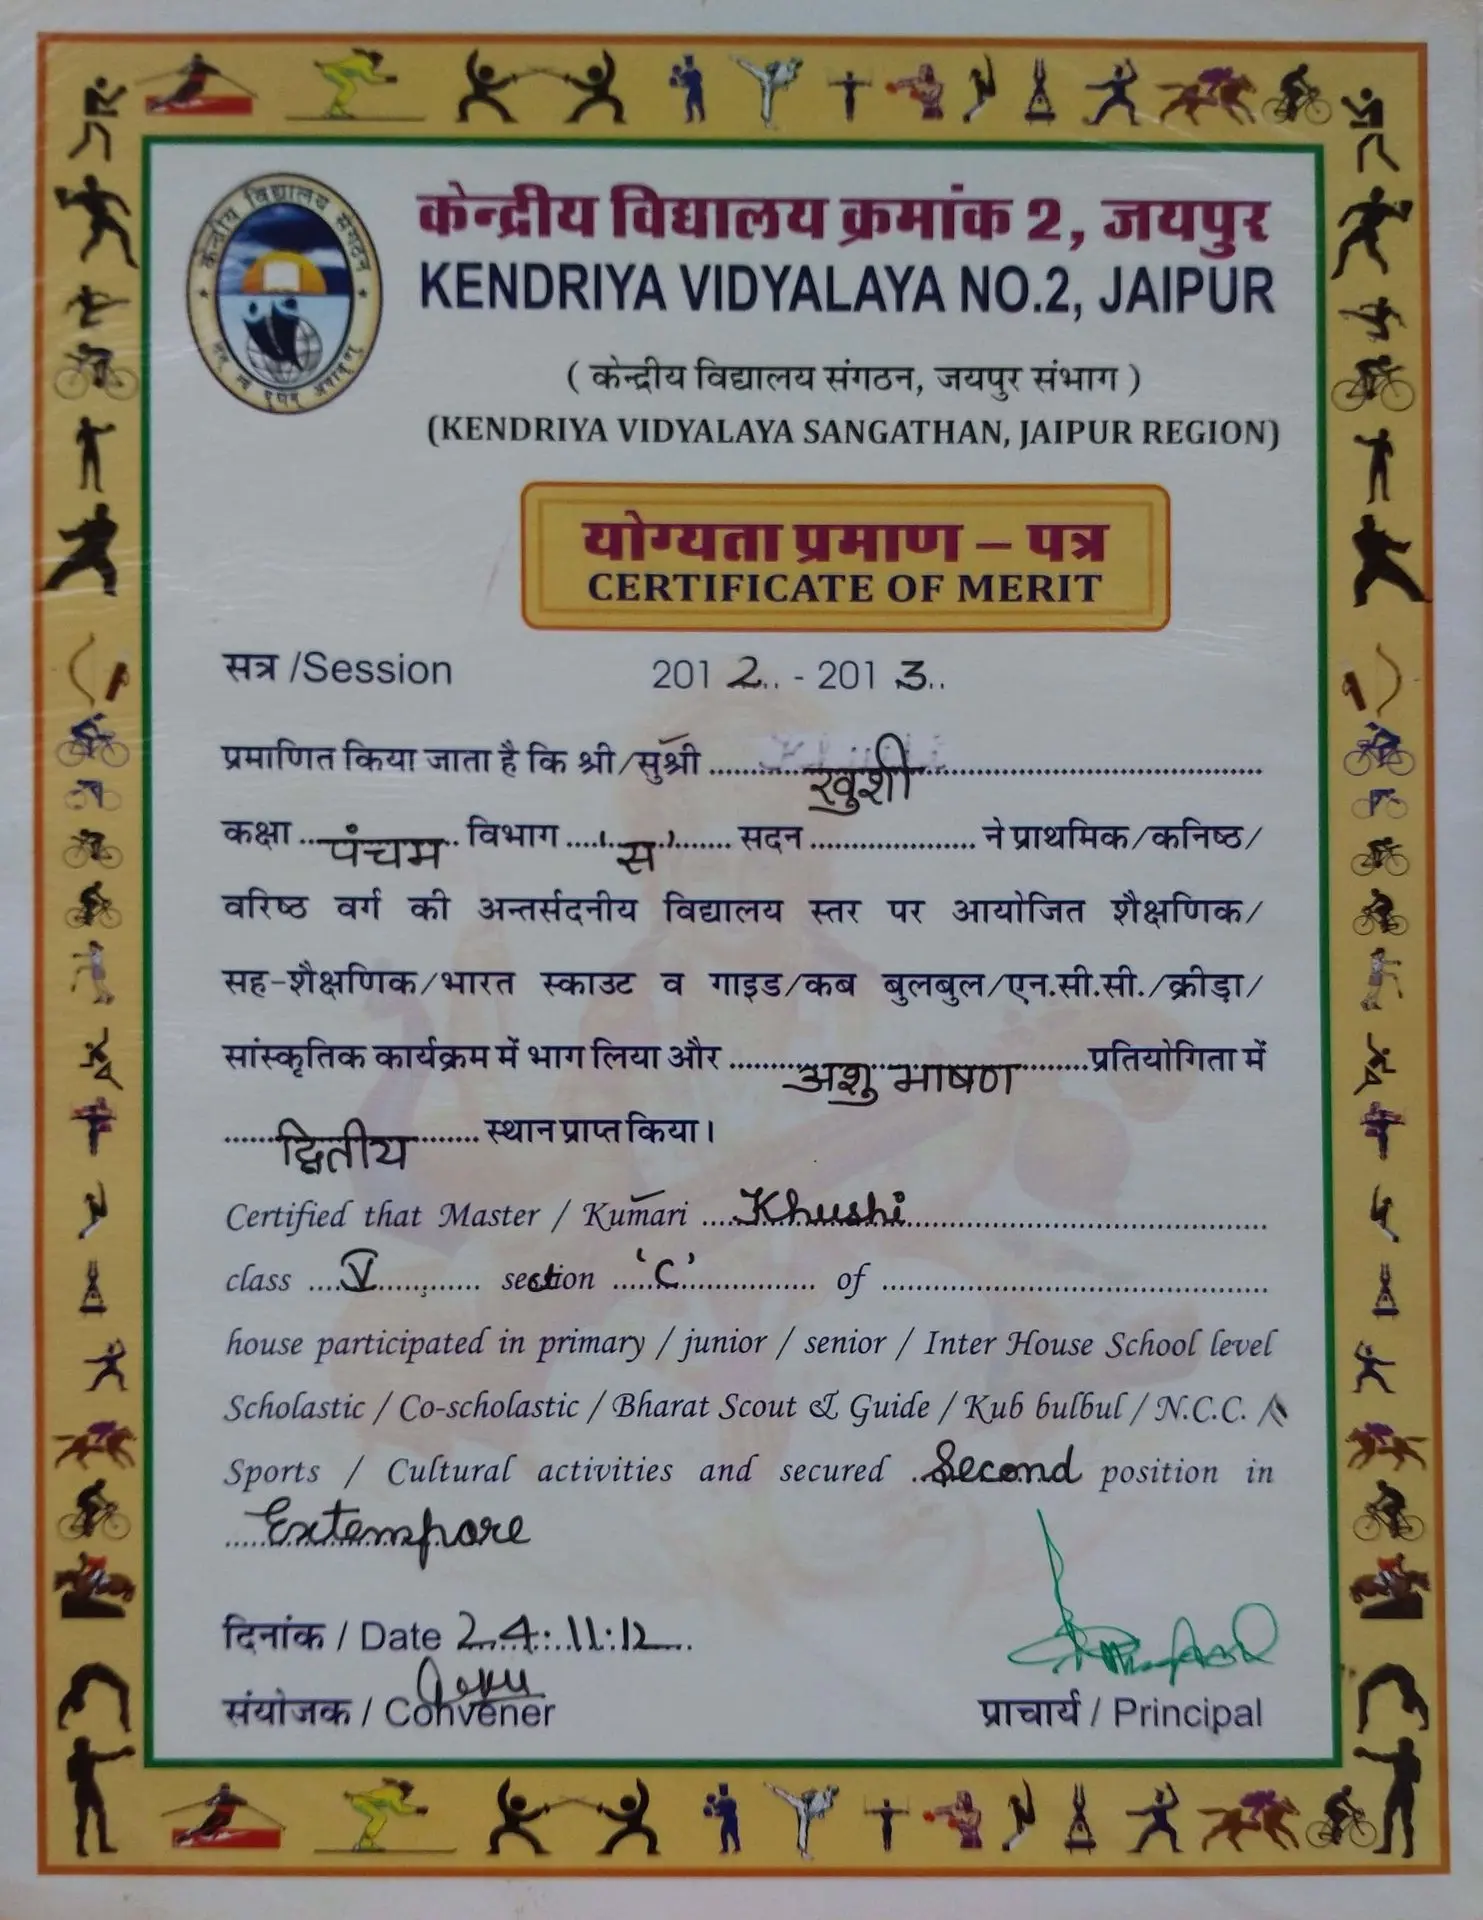 केन्द्रीय विद्यालय संगठन
तत् त्वं पूषन् अपावृणु
केन्द्रीय विद्यालय क्रमांक 2, जयपुर
KENDRIYA VIDYALAYA NO.2, JAIPUR
( केन्द्रीय विद्यालय संगठन, जयपुर संभाग )
(KENDRIYA VIDYALAYA SANGATHAN, JAIPUR REGION)
योग्यता प्रमाण – पत्र
CERTIFICATE OF MERIT
सत्र /Session 2012.. - 2013..
प्रमाणित किया जाता है कि श्री/सुश्री ........ खुशी ........
कक्षा ... पंचम .. विभाग ..... 'स' ....... सदन .................... ने प्राथमिक/कनिष्ठ/
वरिष्ठ वर्ग की अन्तर्सदनीय विद्यालय स्तर पर आयोजित शैक्षणिक/
सह-शैक्षणिक/भारत स्काउट व गाइड/कब बुलबुल/एन.सी.सी./क्रीड़ा/
सांस्कृतिक कार्यक्रम में भाग लिया और ........ अशु भाषण ........ प्रतियोगिता में
...... द्वितीय ........ स्थान प्राप्त किया।
Certified that Master / Kumari .... Khushi ........
class .... V ........ section ..... 'C' ........ of ........
house participated in primary / junior / senior / Inter House School level
Scholastic / Co-scholastic / Bharat Scout & Guide / Kub bulbul / N.C.C. /
Sports / Cultural activities and secured .. Second position in
..... Extempore
दिनांक / Date 24.11.12
संयोजक / Convener
प्राचार्य / Principal